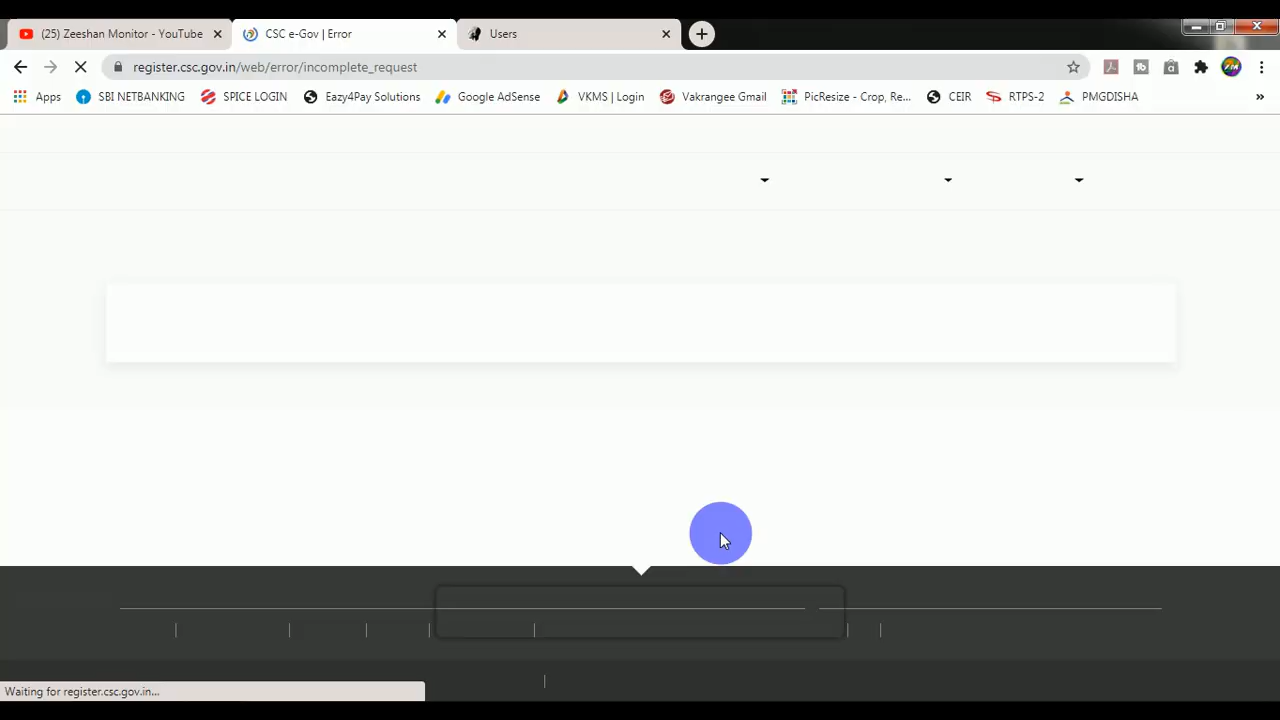 (25) Zeeshan Monitor - YouTube
CSC e-Gov | Error
Users
register.csc.gov.in/web/error/incomplete_request
Apps
SBI NETBANKING
SPICE LOGIN
Eazy4Pay Solutions
Google AdSense
VKMS | Login
Vakrangee Gmail
PicResize - Crop, Re...
CEIR
RTPS-2
PMGDISHA
»
Waiting for register.csc.gov.in...